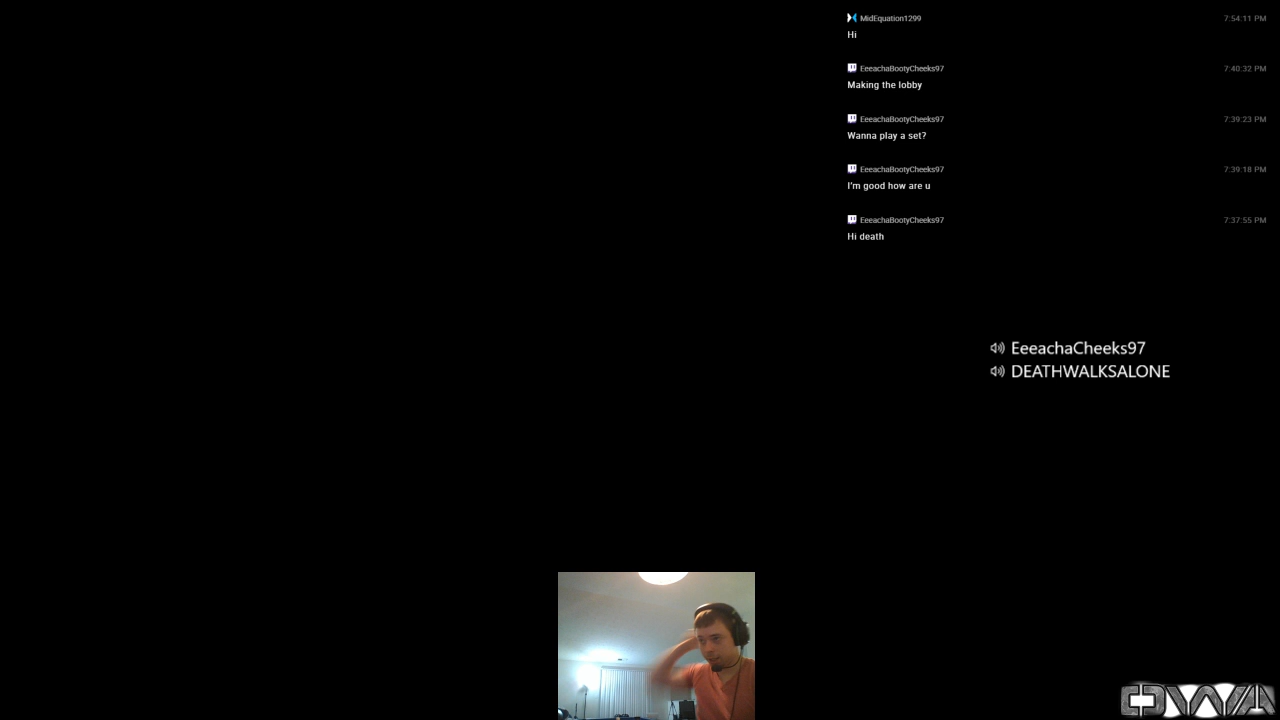 MidEquation1299 7:54:11 PM
Hi
EeeachaBootyCheeks97 7:40:32 PM
Making the lobby
EeeachaBootyCheeks97 7:39:23 PM
Wanna play a set?
EeeachaBootyCheeks97 7:39:18 PM
I'm good how are u
EeeachaBootyCheeks97 7:37:55 PM
Hi death
EeeachaCheeks97
DEATHWALKSALONE
DWA